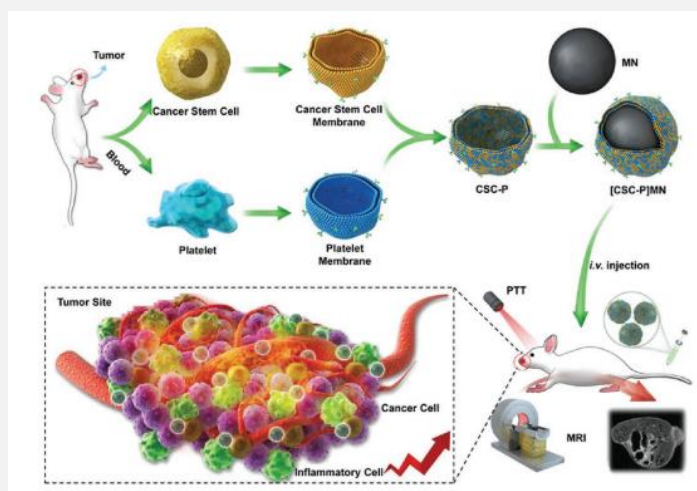 Tumor
Cancer Stem Cell
Cancer Stem Cell
Membrane
MN
Blood
CSC-P
[CSC-P]MN
Platelet
Platelet
Membrane
i.v. injection
Tumor Site
PTT
Cancer Cell
MRI
Inflammatory Cell